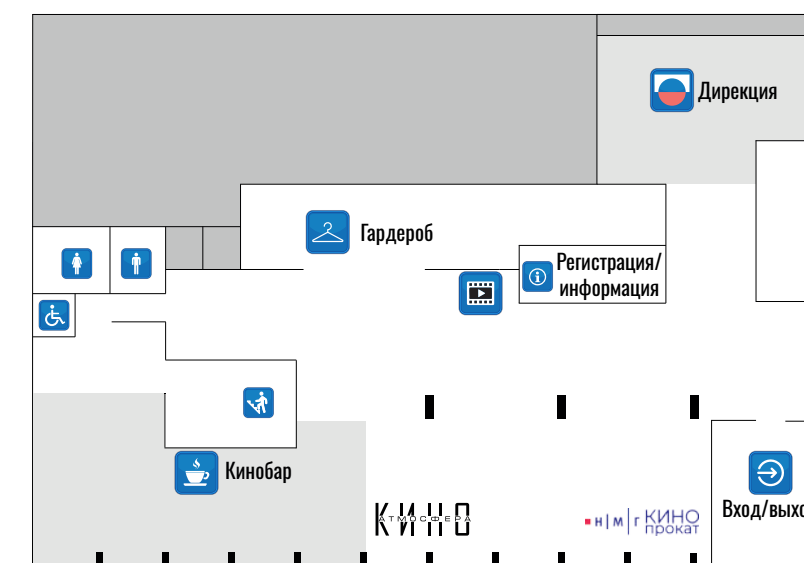 Дирекция
Гардероб
Регистрация/
информация
Кинобар
КИНО
АТМОСФЕРА
н|м|г КИНО
прокат
Вход/выхо